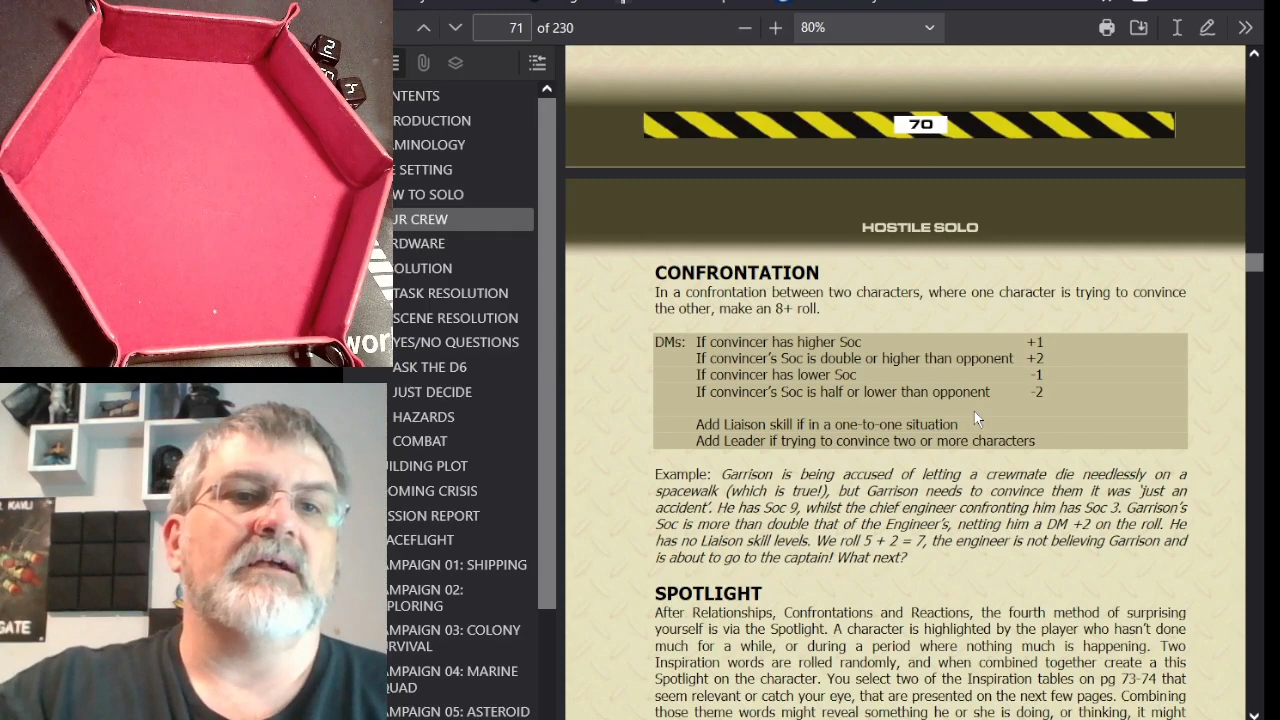 71 of 230
80%
NTENTS
RODUCTION
MINOLOGY
E SETTING
W TO SOLO
UR CREW
RDWARE
OLUTION
TASK RESOLUTION
SCENE RESOLUTION
YES/NO QUESTIONS
ASK THE D6
JUST DECIDE
HAZARDS
COMBAT
ILDING PLOT
OMING CRISIS
SSION REPORT
ACEFLIGHT
AMPAIGN 01: SHIPPING
AMPAIGN 02:
PLORING
AMPAIGN 03: COLONY
RVIVAL
AMPAIGN 04: MARINE
QUAD
AMPAIGN 05: ASTEROID
70
HOSTILE SOLO
CONFRONTATION
In a confrontation between two characters, where one character is trying to convince
the other, make an 8+ roll.
DMs: If convincer has higher Soc +1
If convincer's Soc is double or higher than opponent +2
If convincer has lower Soc -1
If convincer's Soc is half or lower than opponent -2
Add Liaison skill if in a one-to-one situation
Add Leader if trying to convince two or more characters
Example: Garrison is being accused of letting a crewmate die needlessly on a
spacewalk (which is true!), but Garrison needs to convince them it was 'just an
accident'. He has Soc 9, whilst the chief engineer confronting him has Soc 3. Garrison's
Soc is more than double that of the Engineer's, netting him a DM +2 on the roll. He
has no Liaison skill levels. We roll 5 + 2 = 7, the engineer is not believing Garrison and
is about to go to the captain! What next?
SPOTLIGHT
After Relationships, Confrontations and Reactions, the fourth method of surprising
yourself is via the Spotlight. A character is highlighted by the player who hasn't done
much for a while, or during a period where nothing much is happening. Two
Inspiration words are rolled randomly, and when combined together create a this
Spotlight on the character. You select two of the Inspiration tables on pg 73-74 that
seem relevant or catch your eye, that are presented on the next few pages. Combining
those theme words might reveal something he or she is doing, or thinking, it might
wor
GATE